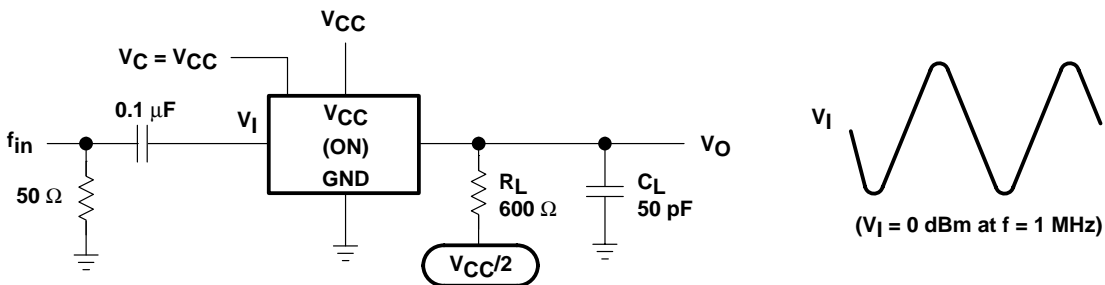 VCC
VC = VCC
0.1 μF
VI
VCC
(ON)
GND
fin
50 Ω
VO
RL
600 Ω
CL
50 pF
VCC/2
VI
(VI = 0 dBm at f = 1 MHz)